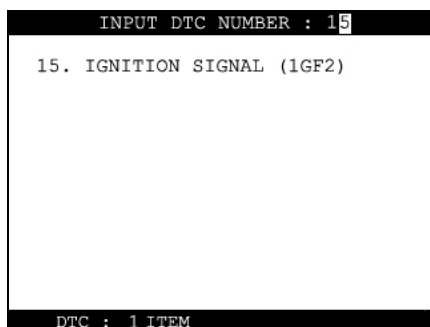 INPUT DTC NUMBER : 15
15. IGNITION SIGNAL (1GF2)
DTC : 1 ITEM